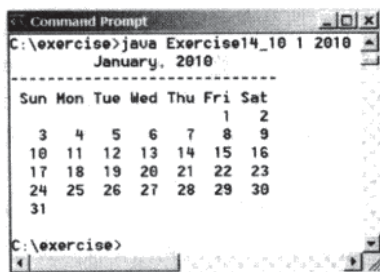 Command Prompt
C:\exercise>java Exercise14_10 1 2010
January, 2010
-----------------------------
Sun Mon Tue Wed Thu Fri Sat
1 2
3 4 5 6 7 8 9
10 11 12 13 14 15 16
17 18 19 20 21 22 23
24 25 26 27 28 29 30
31
C:\exercise>